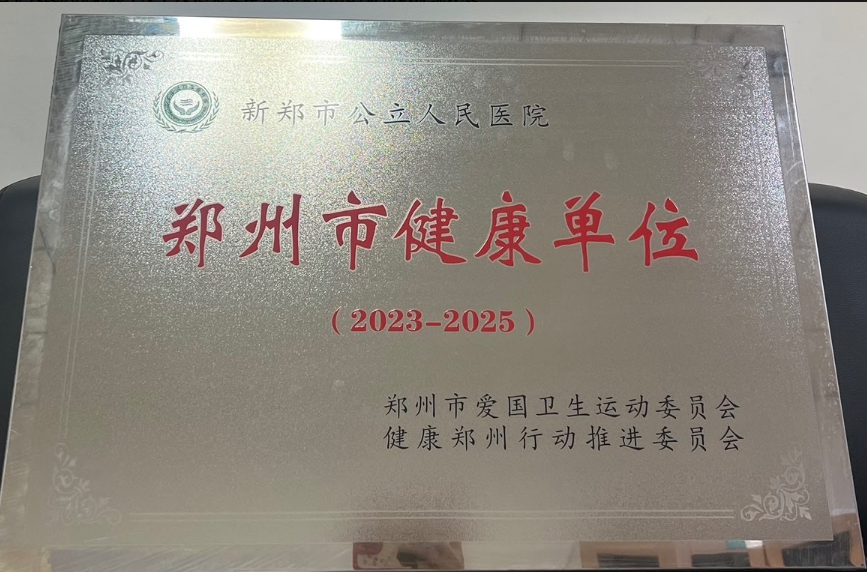 新郑市公立人民医院
郑州市健康单位
（2023-2025）
郑州市爱国卫生运动委员会
健康郑州行动推进委员会